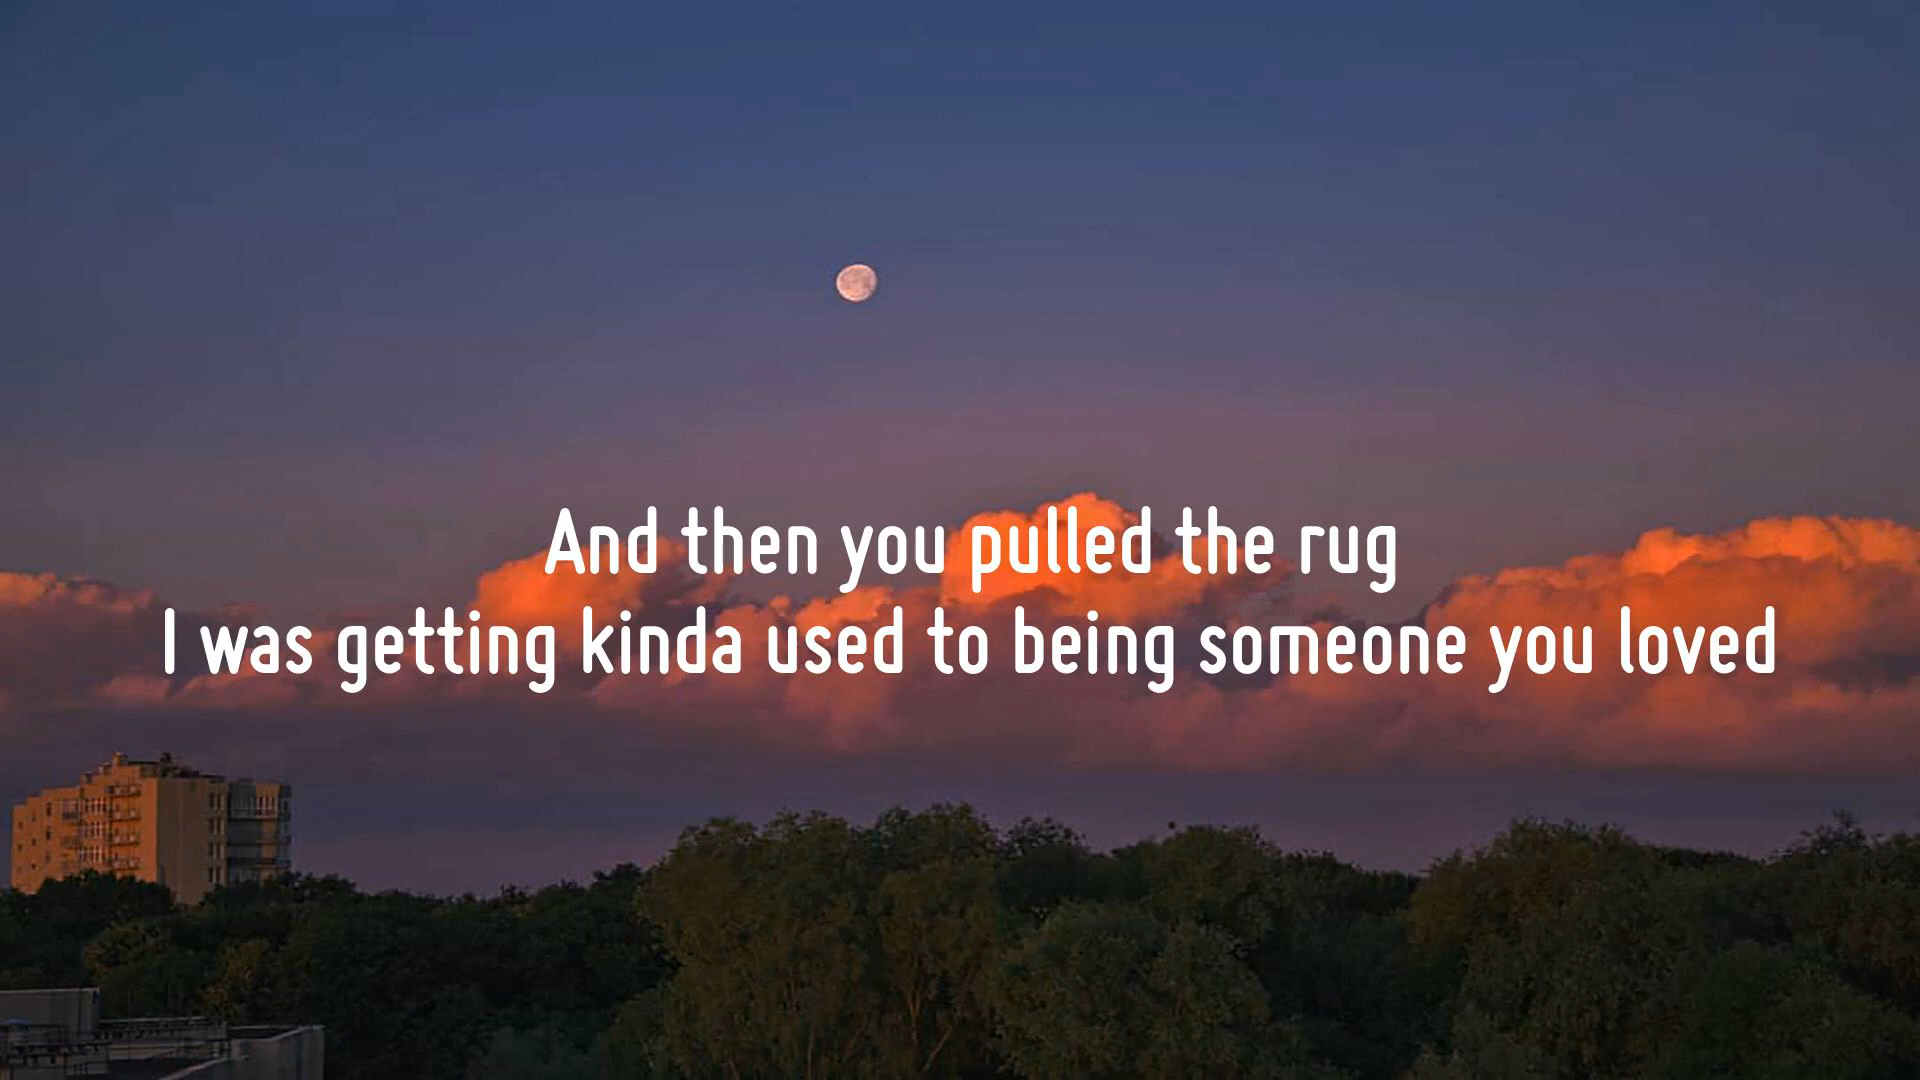 And then you pulled the rug
I was getting kinda used to being someone you loved